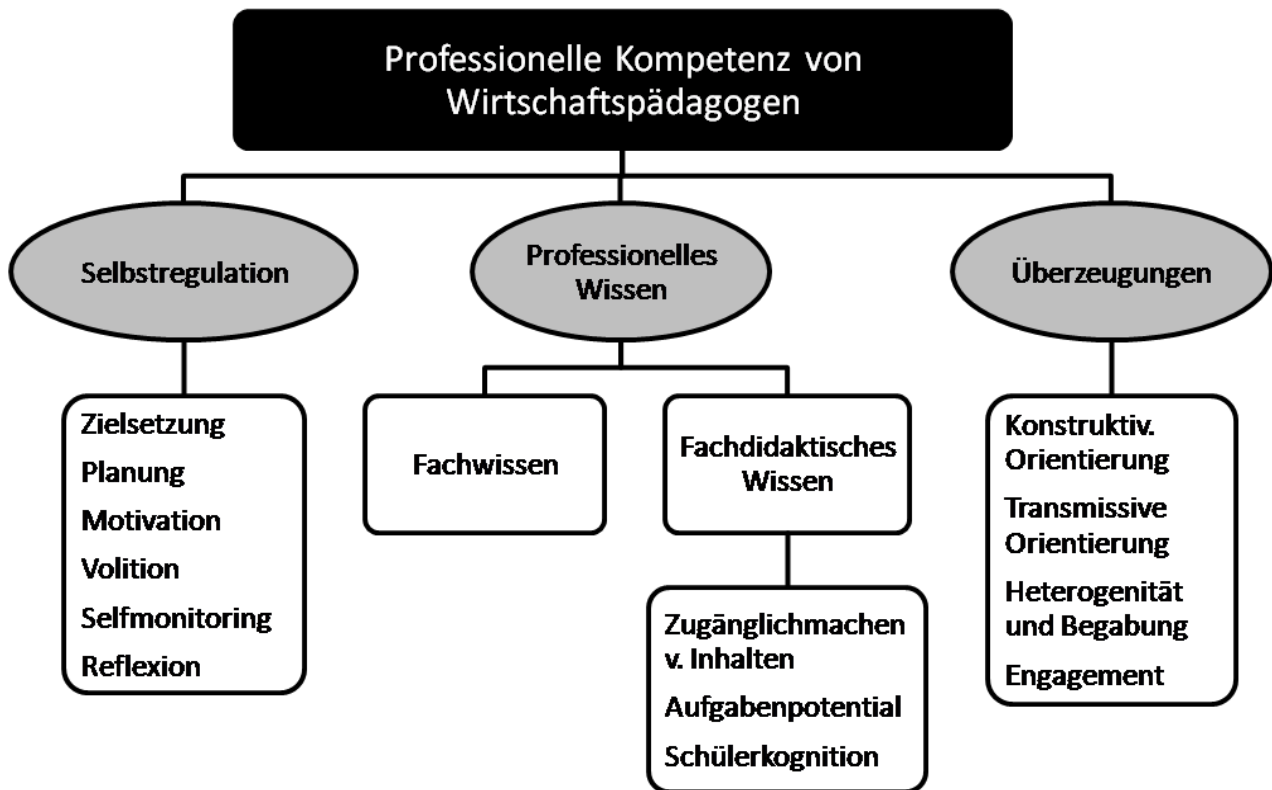 Professionelle Kompetenz von
Wirtschaftspädagogen
Selbstregulation
Professionelles
Wissen
Überzeugungen
Zielsetzung
Planung
Motivation
Volition
Selfmonitoring
Reflexion
Fachwissen
Fachdidaktisches
Wissen
Zugänglichmachen
v. Inhalten
Aufgabenpotential
Schülerkognition
Konstruktiv.
Orientierung
Transmissive
Orientierung
Heterogenität
und Begabung
Engagement